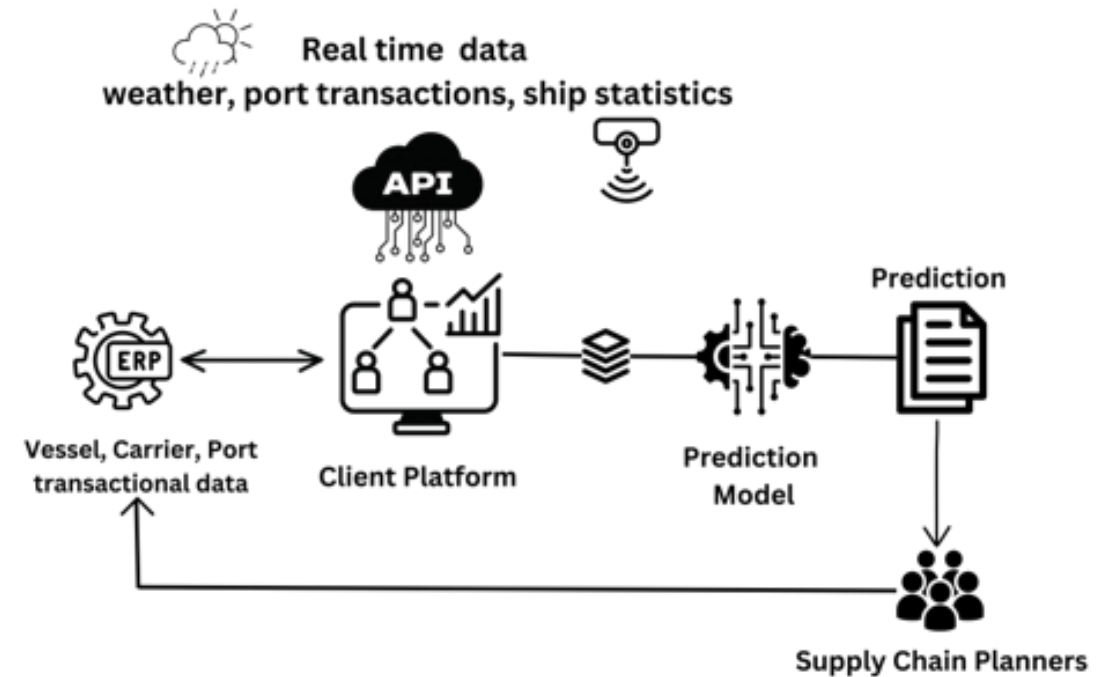 Real time data
weather, port transactions, ship statistics
API
Prediction
ERP
Vessel, Carrier, Port
transactional data
Client Platform
Prediction
Model
Supply Chain Planners